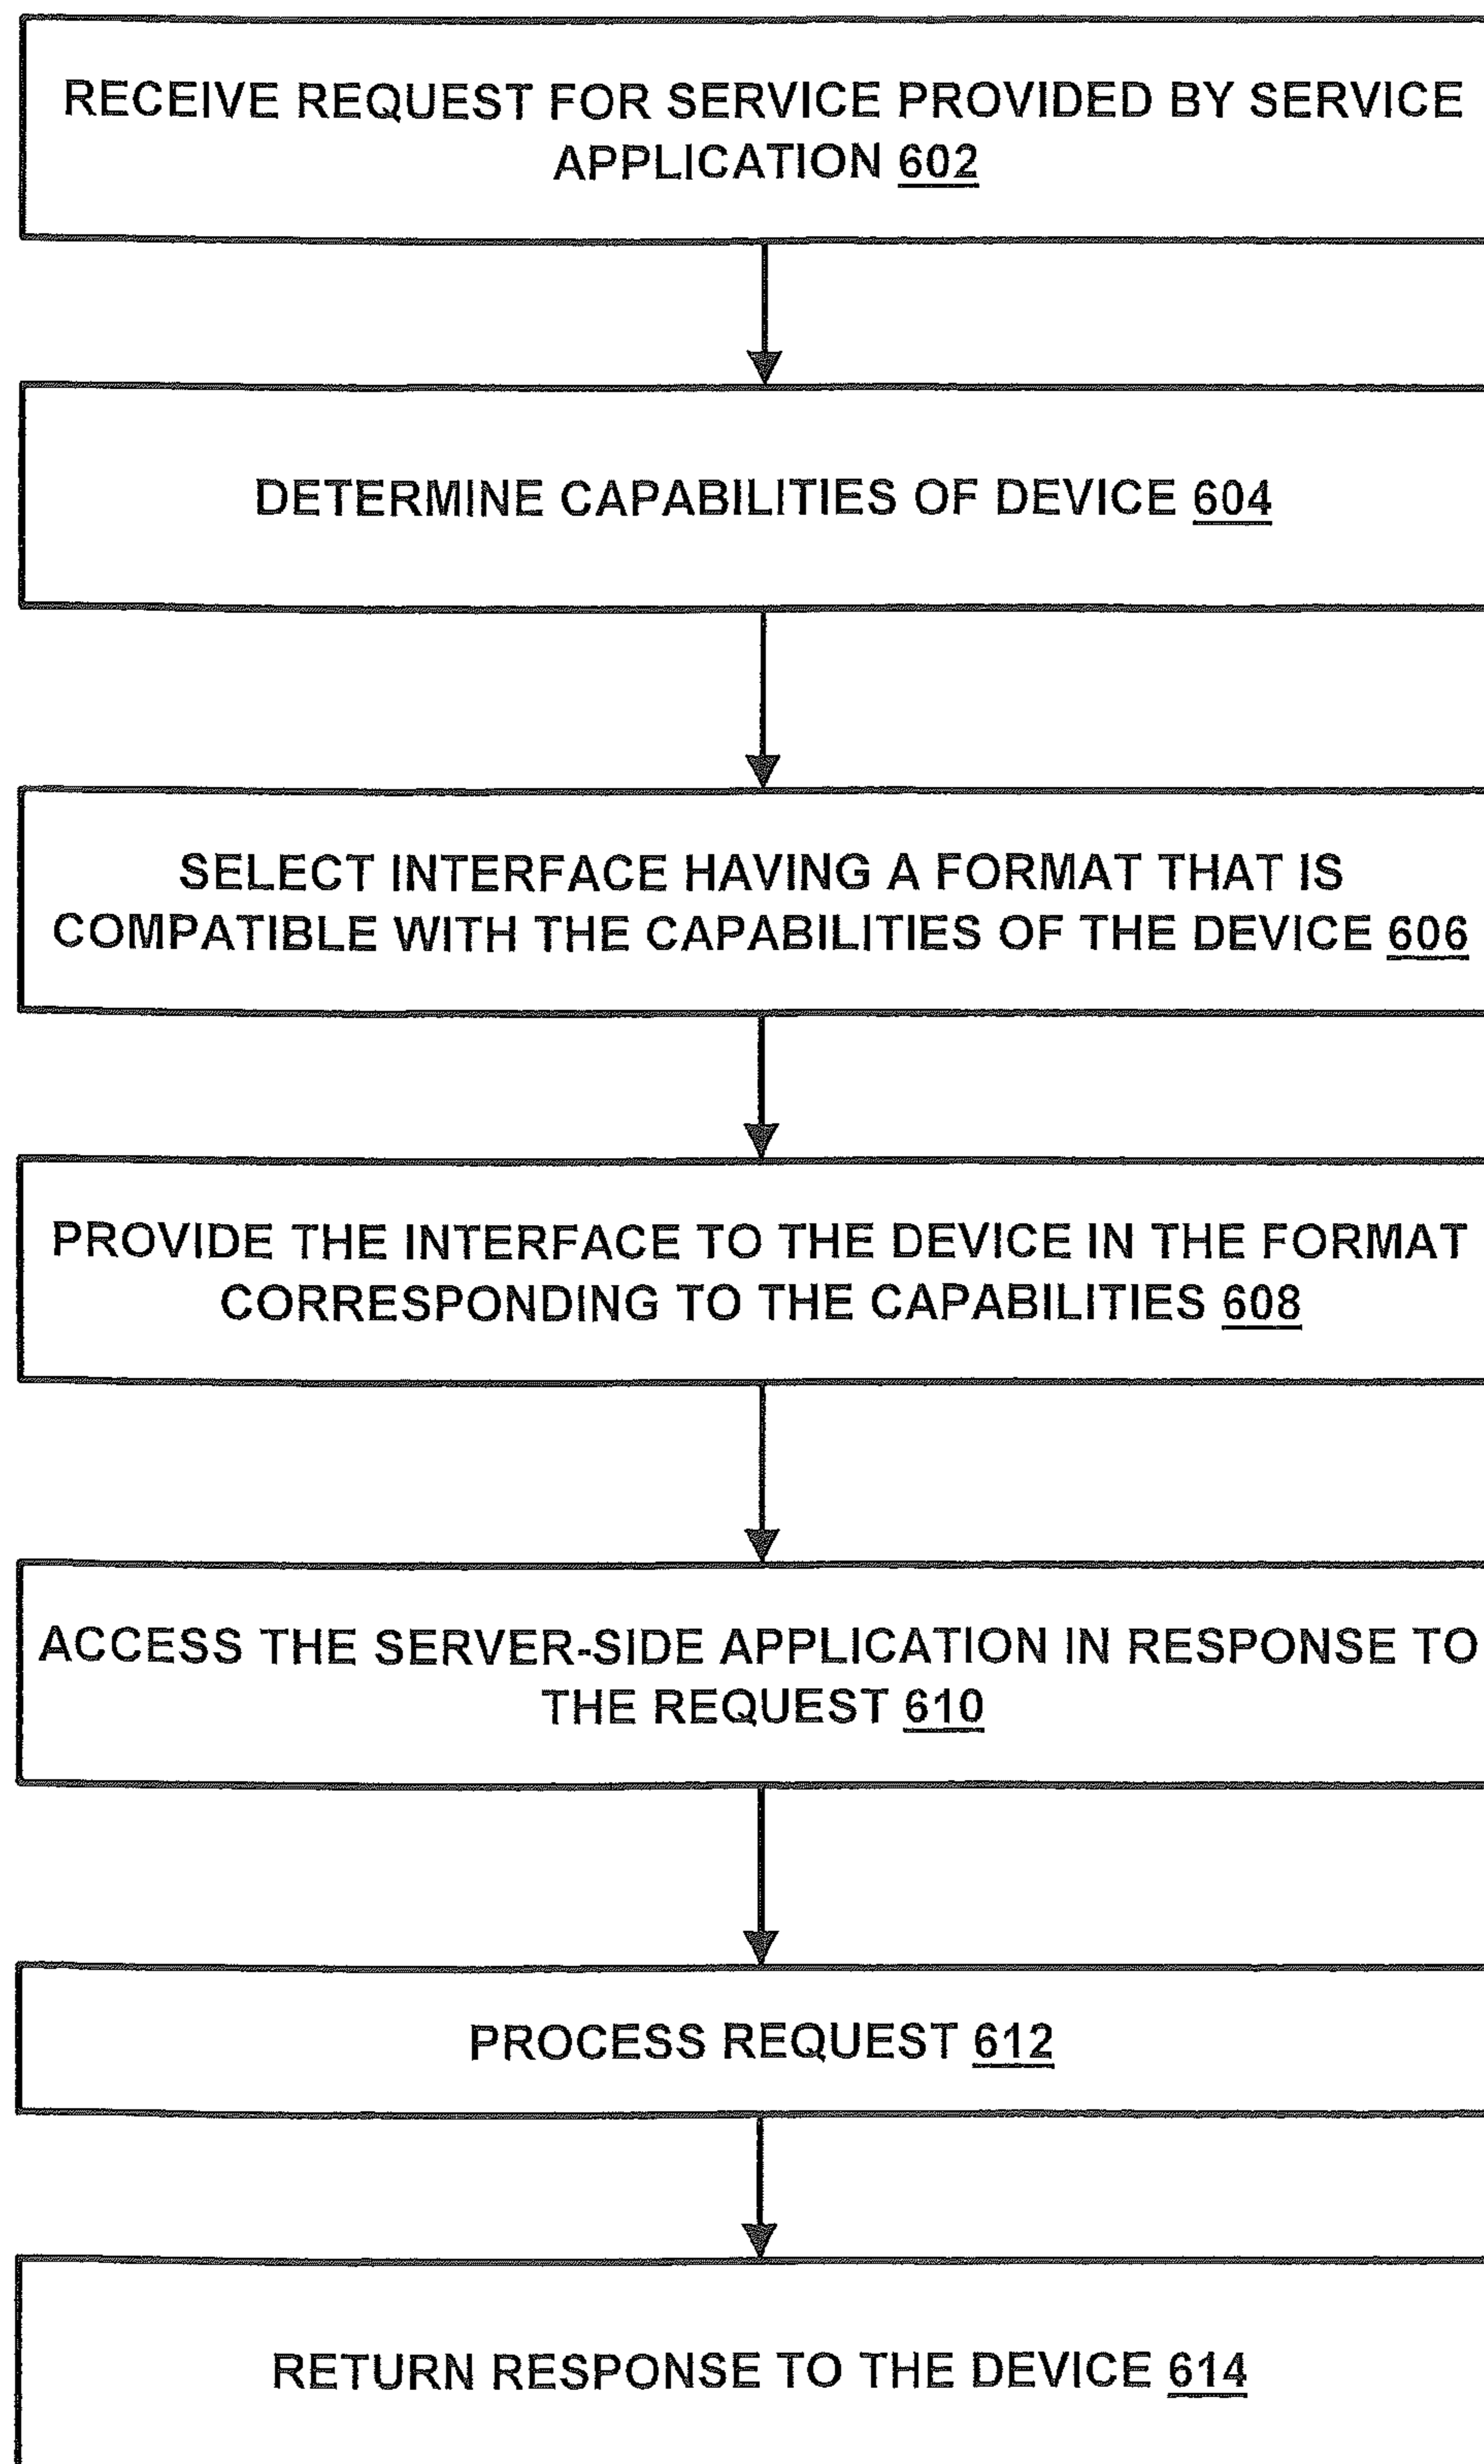 RECEIVE REQUEST FOR SERVICE PROVIDED BY SERVICE
APPLICATION 602
DETERMINE CAPABILITIES OF DEVICE 604
SELECT INTERFACE HAVING A FORMAT THAT IS
COMPATIBLE WITH THE CAPABILITIES OF THE DEVICE 606
PROVIDE THE INTERFACE TO THE DEVICE IN THE FORMAT
CORRESPONDING TO THE CAPABILITIES 608
ACCESS THE SERVER-SIDE APPLICATION IN RESPONSE TO
THE REQUEST 610
PROCESS REQUEST 612
RETURN RESPONSE TO THE DEVICE 614